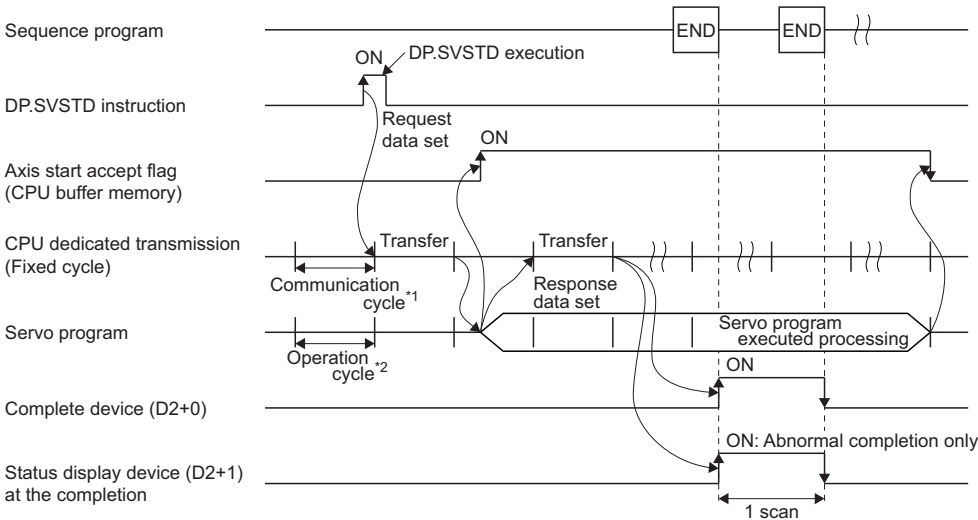 Sequence program
END
END
ON
DP.SVSTD execution
DP.SVSTD instruction
Request
data set
ON
Axis start accept flag
(CPU buffer memory)
CPU dedicated transmission
(Fixed cycle)
Transfer
Transfer
Communication
cycle*1
Response
data set
Servo program
Servo program
executed processing
Operation
cycle*2
ON
Complete device (D2+0)
ON: Abnormal completion only
Status display device (D2+1)
at the completion
1 scan